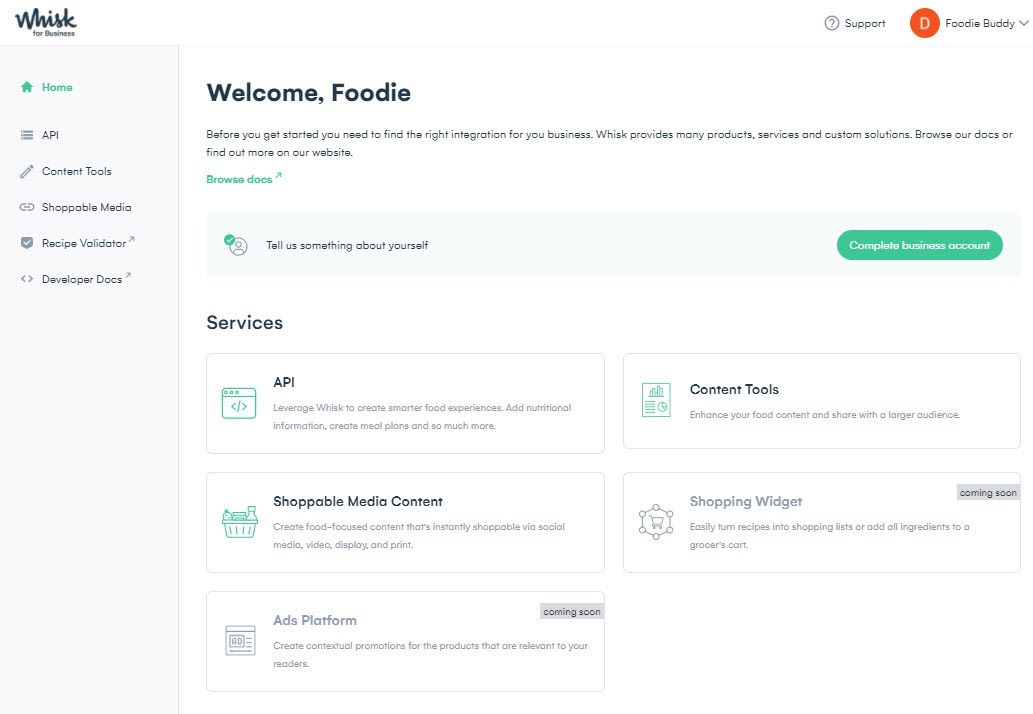 Whisk
for Business
Support
D
Foodie Buddy
Home
API
Content Tools
Shoppable Media
Recipe Validator
Developer Docs
Welcome, Foodie
Before you get started you need to find the right integration for you business. Whisk provides many products, services and custom solutions. Browse our docs or
find out more on our website.
Browse docs
Tell us something about yourself
Complete business account
Services
API
Leverage Whisk to create smarter food experiences. Add nutritional
information, create meal plans and so much more.
Content Tools
Enhance your food content and share with a larger audience.
Shoppable Media Content
Create food-focused content that's instantly shoppable via social
media, video, display, and print.
coming soon
Shopping Widget
Easily turn recipes into shopping lists or add all ingredients to a
grocer's cart.
coming soon
Ads Platform
AD
Create contextual promotions for the products that are relevant to your
readers.